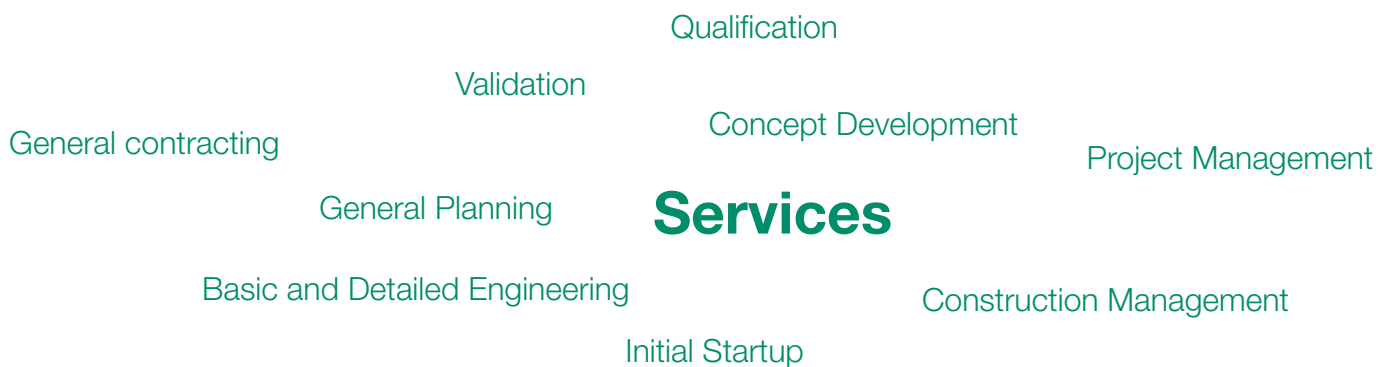 Qualification
Validation
Concept Development
General contracting
Project Management
General Planning
Services
Basic and Detailed Engineering
Construction Management
Initial Startup